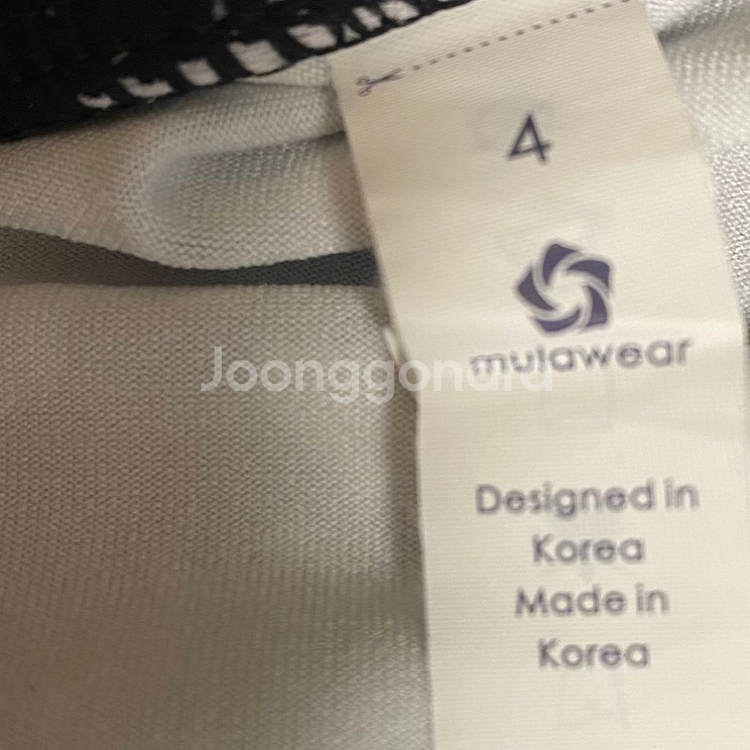 4
mulawear
Joonggonara
Designed in
Korea
Made in
Korea